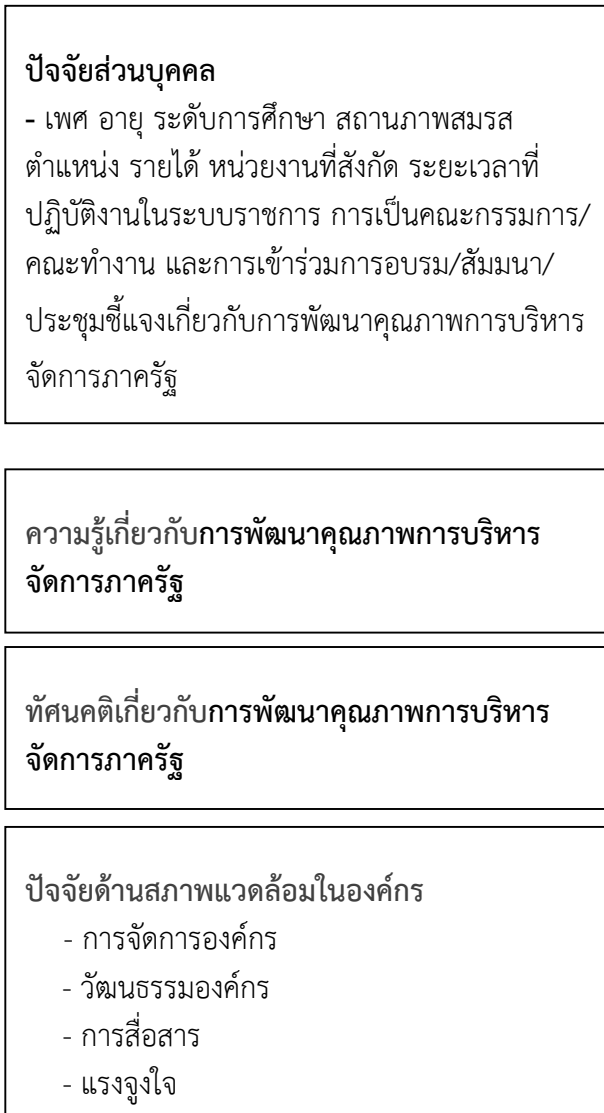 ปัจจัยส่วนบุคคล
- เพศ อายุ ระดับการศึกษา สถานภาพสมรส
ตำแหน่ง รายได้ หน่วยงานที่สังกัด ระยะเวลาที่
ปฏิบัติงานในระบบราชการ การเป็นคณะกรรมการ/
คณะทำงาน และการเข้าร่วมการอบรม/สัมมนา/
ประชุมชี้แจงเกี่ยวกับการพัฒนาคุณภาพการบริหาร
จัดการภาครัฐ
ความรู้เกี่ยวกับการพัฒนาคุณภาพการบริหาร
จัดการภาครัฐ
ทัศนคติเกี่ยวกับการพัฒนาคุณภาพการบริหาร
จัดการภาครัฐ
ปัจจัยด้านสภาพแวดล้อมในองค์กร
- การจัดการองค์กร
- วัฒนธรรมองค์กร
- การสื่อสาร
- แรงจูงใจ